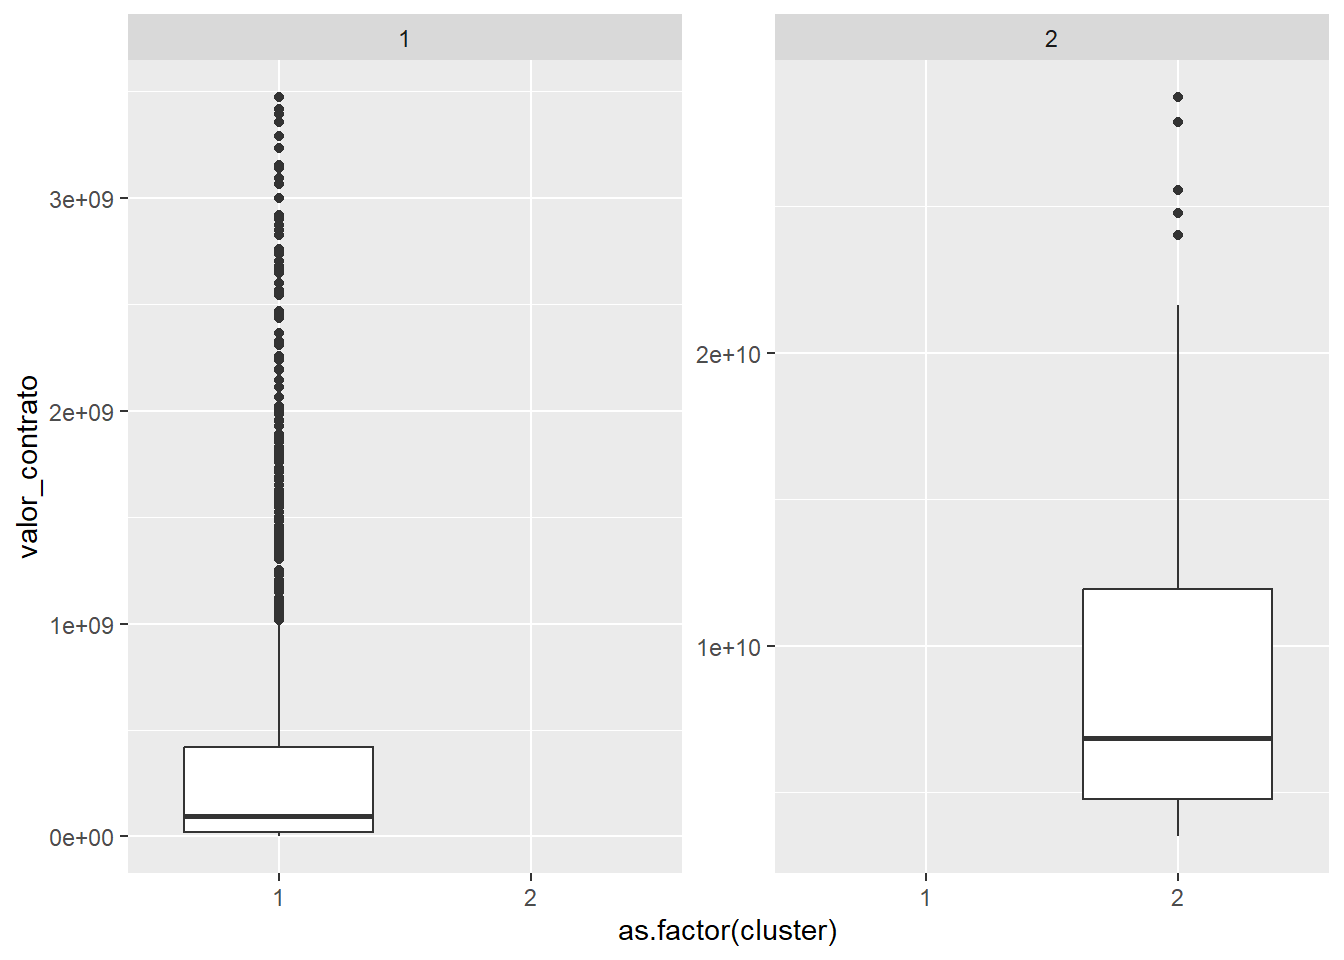 1
2
valor_contrato
3e+09
2e+09
1e+09
0e+00
2e+10
1e+10
1
2
1
2
as.factor(cluster)